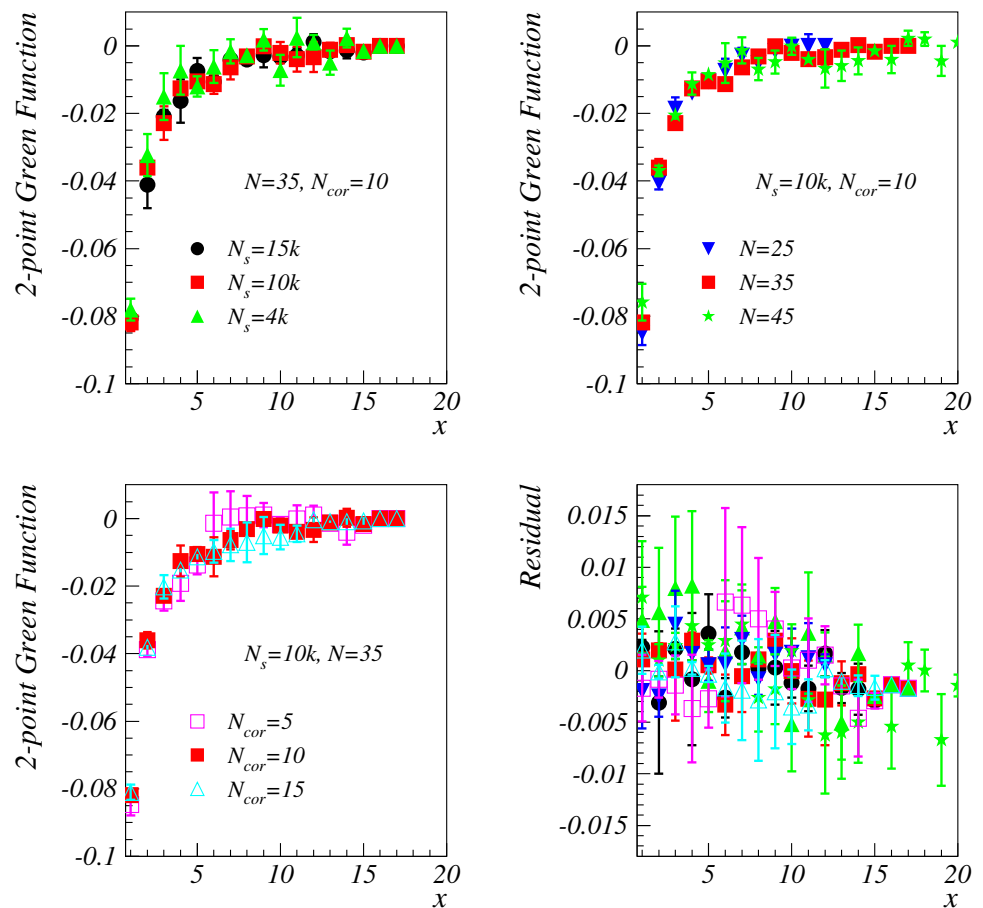 2-point Green Function
0
-0.02
-0.04
-0.06
-0.08
-0.1
N=35, N_cor=10
N_s=15k
N_s=10k
N_s=4k
5
10
15
20
x
2-point Green Function
0
-0.02
-0.04
-0.06
-0.08
-0.1
N_s=10k, N_cor=10
N=25
N=35
N=45
5
10
15
20
x
2-point Green Function
0
-0.02
-0.04
-0.06
-0.08
-0.1
N_s=10k, N=35
N_cor=5
N_cor=10
N_cor=15
5
10
15
20
x
Residual
0.015
0.01
0.005
0
-0.005
-0.01
-0.015
5
10
15
20
x